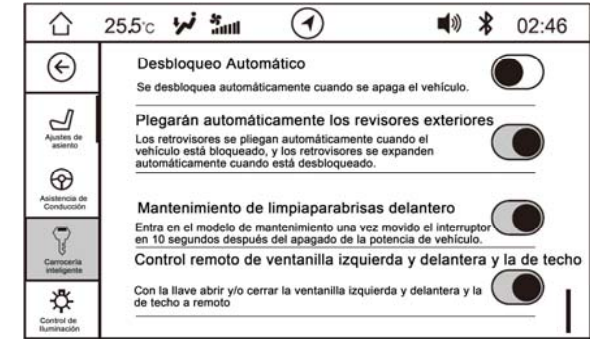 25.5°c 02:46
Desbloqueo Automático
Se desbloquea automáticamente cuando se apaga el vehículo.
Plegarán automáticamente los revisores exteriores
Los retrovisores se pliegan automáticamente cuando el
vehículo está bloqueado, y los retrovisores se expanden
automáticamente cuando está desbloqueado.
Mantenimiento de limpiaparabrisas delantero
Entra en el modelo de mantenimiento una vez movido el interruptor
en 10 segundos después del apagado de la potencia de vehículo.
Control remoto de ventanilla izquierda y delantera y la de techo
Con la llave abrir y/o cerrar la ventanilla izquierda y delantera y la
de techo a remoto
Ajustes de
asiento
Asistencia de
Conducción
Carrocería
inteligente
Control de
Iluminación